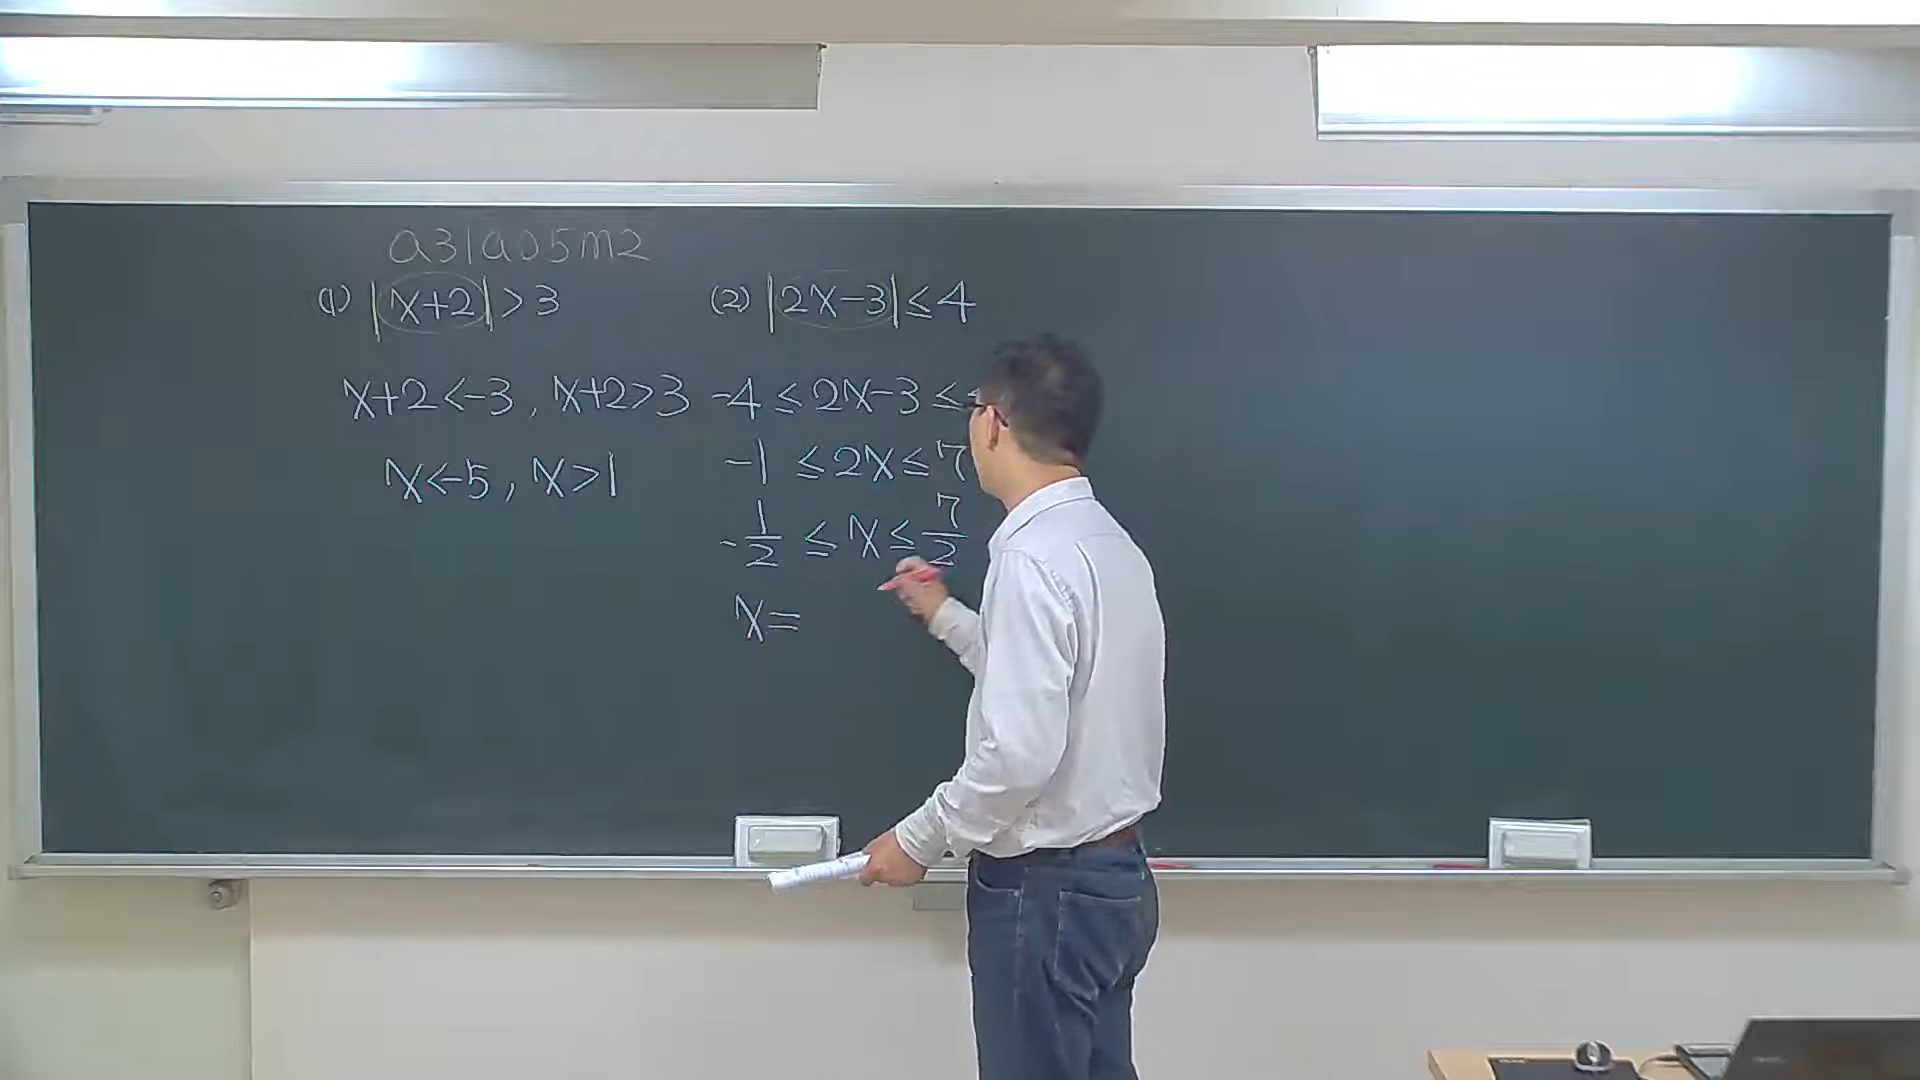 a31a05m2
(1) |x+2|>3
x+2<-3, x+2>3
x<-5, x>1
(2) |2x-3|≤4
-4≤2x-3≤
-1≤2x≤7
-1/2≤x≤7/2
x=